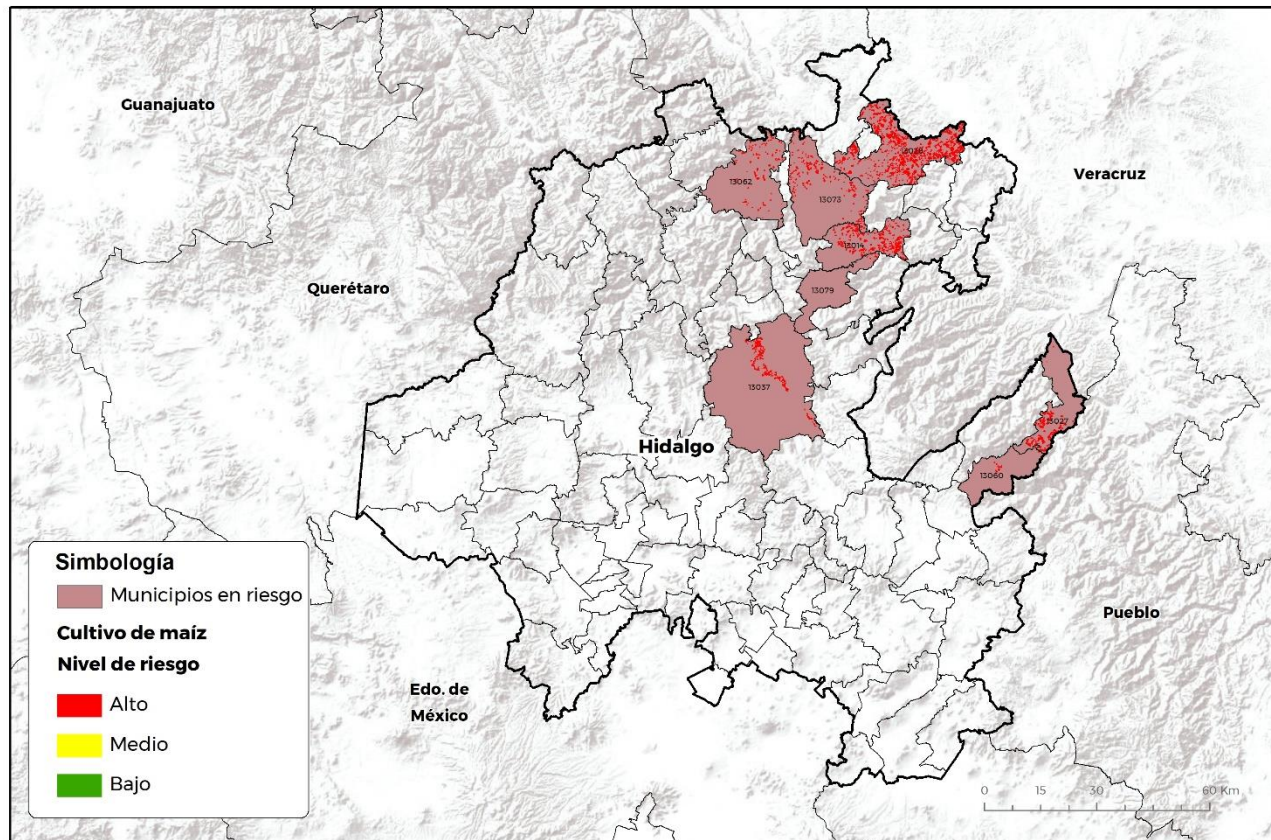 Guanajuato
Veracruz
13062
13073
13014
Querétaro
13079
13037
Hidalgo
13027
13060
Simbología
Municipios en riesgo
Cultivo de maíz
Nivel de riesgo
Alto
Medio
Bajo
Pueblo
Edo. de
México
0 15 30 60 Km